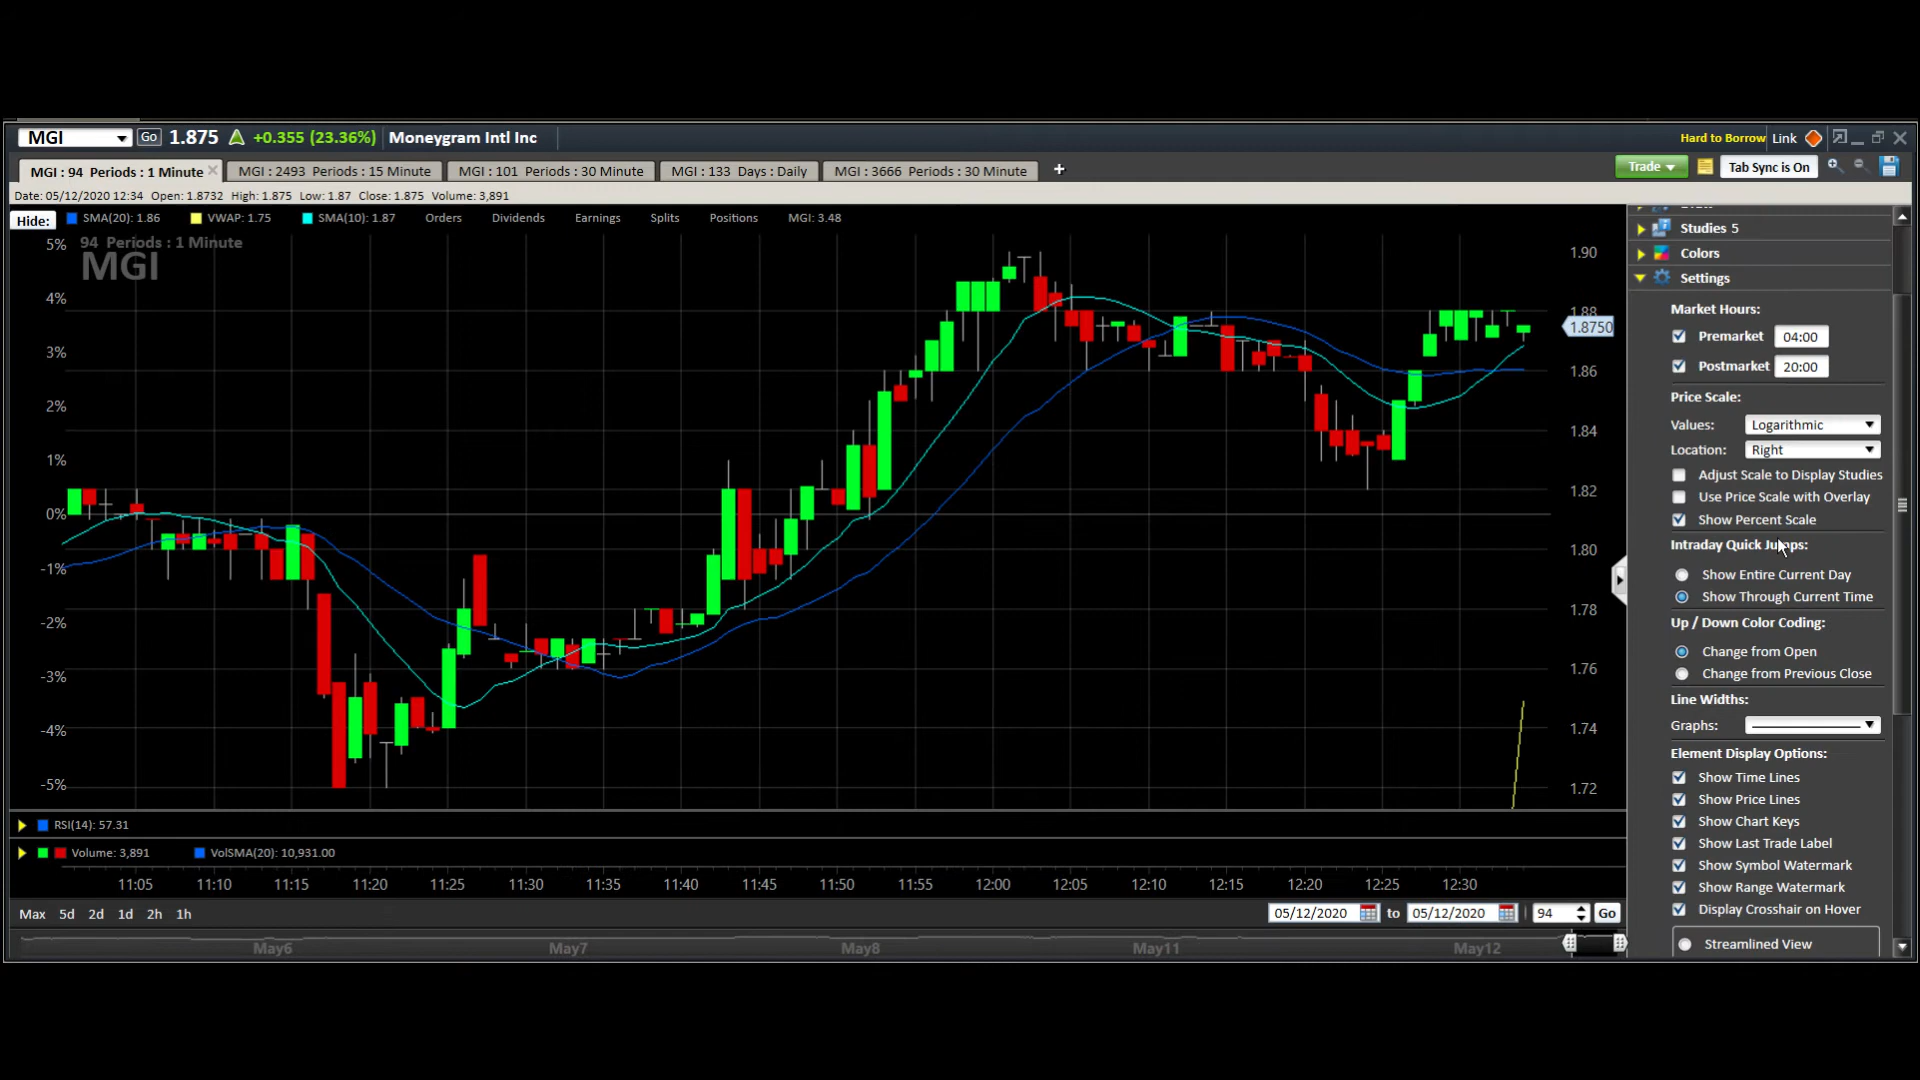 MGI Go 1.875 +0.355 (23.36%) Moneygram Intl Inc Hard to Borrow Link
MGI : 94 Periods : 1 Minute MGI : 2493 Periods : 15 Minute MGI : 101 Periods : 30 Minute MGI : 133 Days : Daily MGI : 3666 Periods : 30 Minute + Trade Tab Sync is On
Date: 05/12/2020 12:34 Open: 1.8732 High: 1.875 Low: 1.87 Close: 1.875 Volume: 3,891
Hide: SMA(20): 1.86 VWAP: 1.75 SMA(10): 1.87 Orders Dividends Earnings Splits Positions MGI: 3.48
94 Periods : 1 Minute
MGI
5%
4%
3%
2%
1%
0%
-1%
-2%
-3%
-4%
-5%
1.90
1.88
1.8750
1.86
1.84
1.82
1.80
1.78
1.76
1.74
1.72
RSI(14): 57.31
Volume: 3,891 VolSMA(20): 10,931.00
11:05 11:10 11:15 11:20 11:25 11:30 11:35 11:40 11:45 11:50 11:55 12:00 12:05 12:10 12:15 12:20 12:25 12:30
Max 5d 2d 1d 2h 1h 05/12/2020 to 05/12/2020 94 Go
May6 May7 May8 May11 May12
Studies 5
Colors
Settings
Market Hours:
Premarket 04:00
Postmarket 20:00
Price Scale:
Values: Logarithmic
Location: Right
Adjust Scale to Display Studies
Use Price Scale with Overlay
Show Percent Scale
Intraday Quick Jumps:
Show Entire Current Day
Show Through Current Time
Up / Down Color Coding:
Change from Open
Change from Previous Close
Line Widths:
Graphs:
Element Display Options:
Show Time Lines
Show Price Lines
Show Chart Keys
Show Last Trade Label
Show Symbol Watermark
Show Range Watermark
Display Crosshair on Hover
Streamlined View